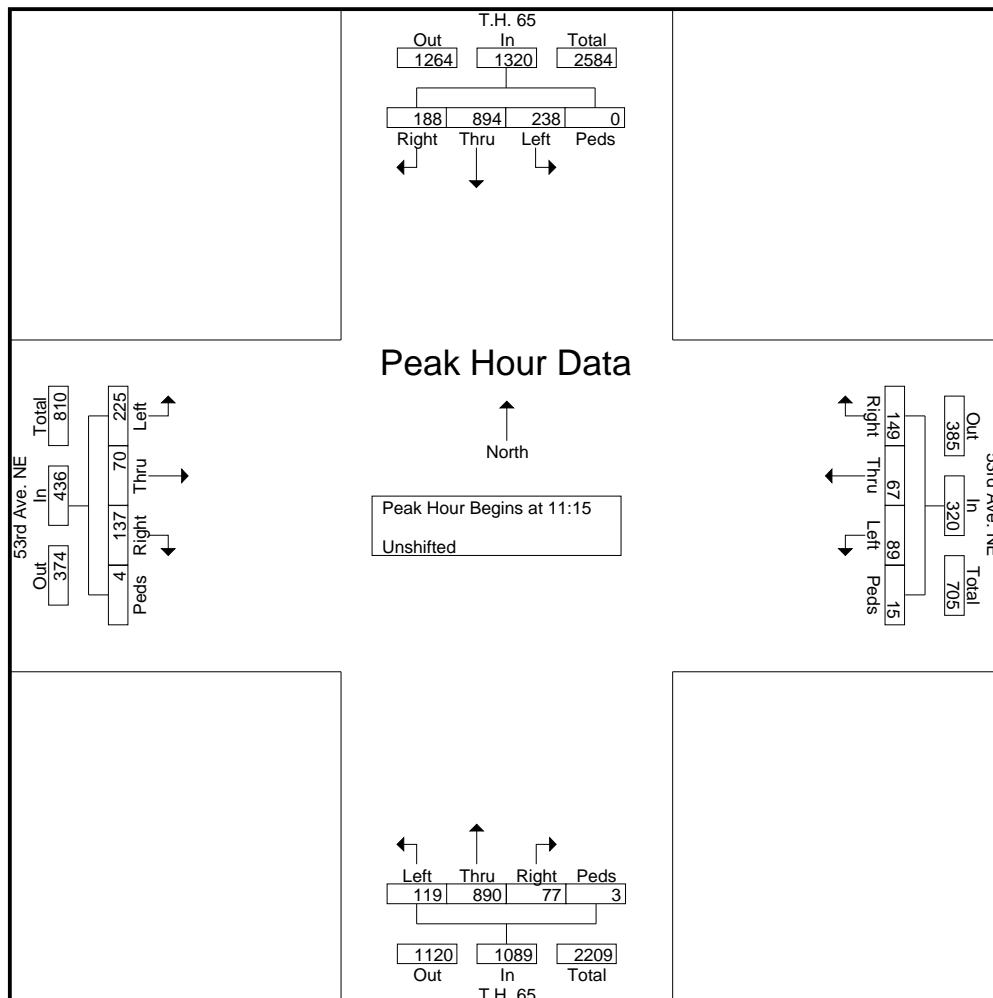 T.H. 65
Out In Total
1264 1320 2584
188 894 238 0
Right Thru Left Peds
Peak Hour Data
North
Peak Hour Begins at 11:15
Unshifted
53rd Ave. NE
Total In Out
810 436 374
225 70 137 4
Left Thru Right Peds
Right Thru Left Peds
149 67 89 15
Out In Total
385 320 705
53rd Ave. NE
Left Thru Right Peds
119 890 77 3
1120 1089 2209
Out In Total
T.H. 65